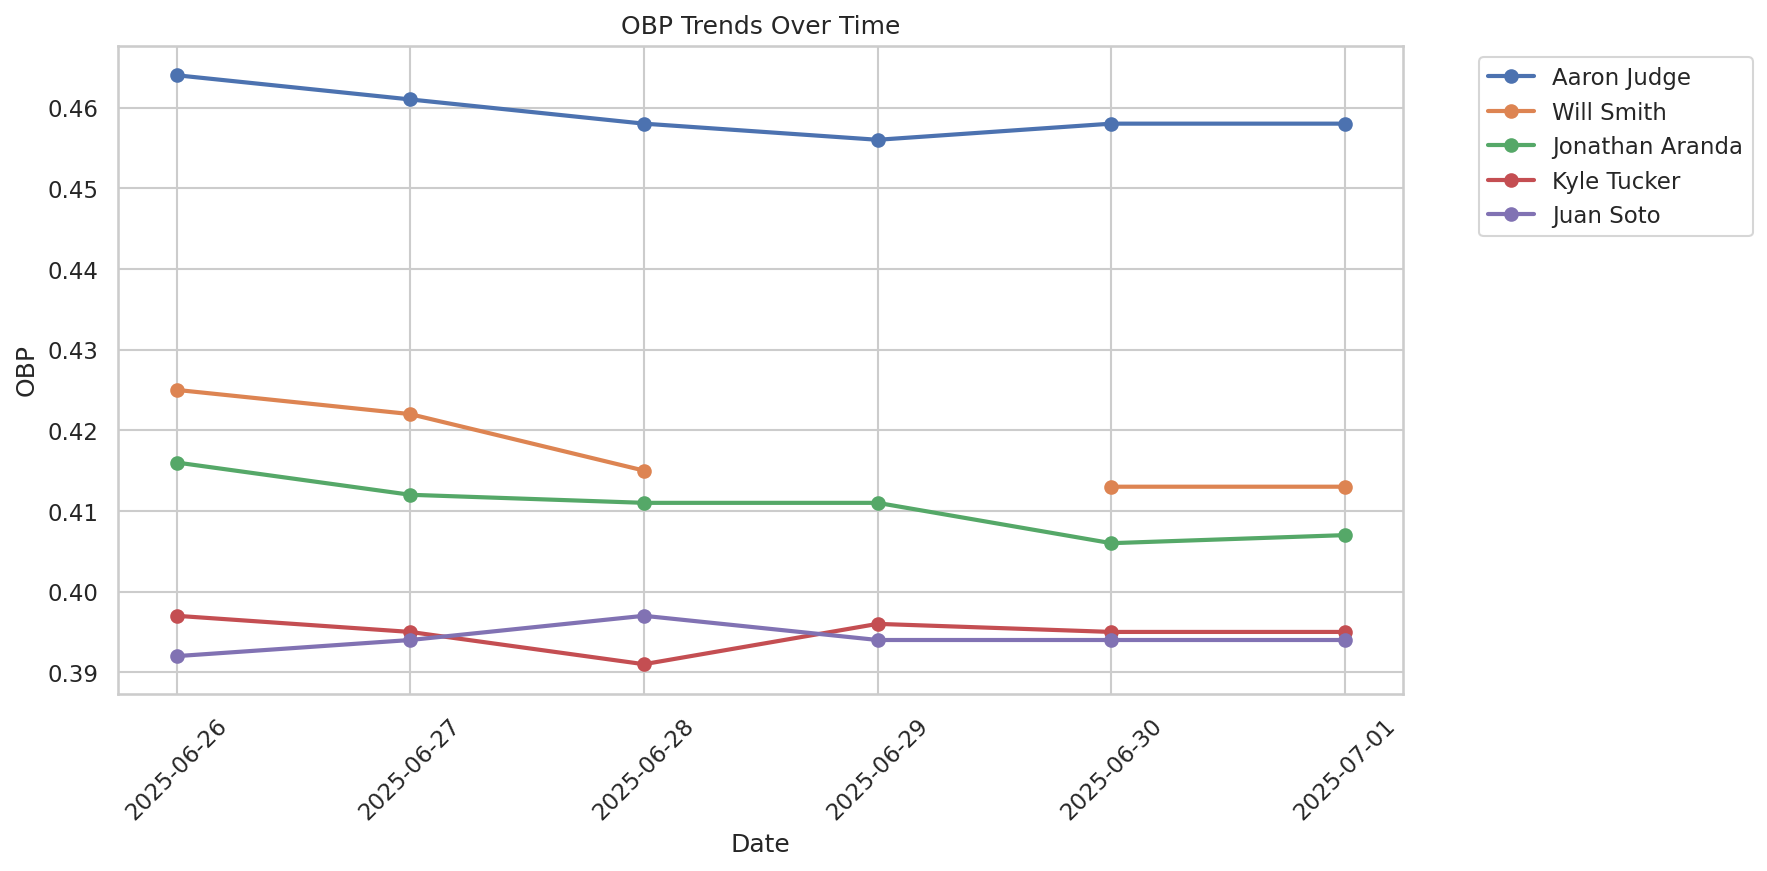 OBP Trends Over Time
Aaron Judge
Will Smith
Jonathan Aranda
Kyle Tucker
Juan Soto
OBP
0.46
0.45
0.44
0.43
0.42
0.41
0.40
0.39
2025-06-26
2025-06-27
2025-06-28
2025-06-29
2025-06-30
2025-07-01
Date